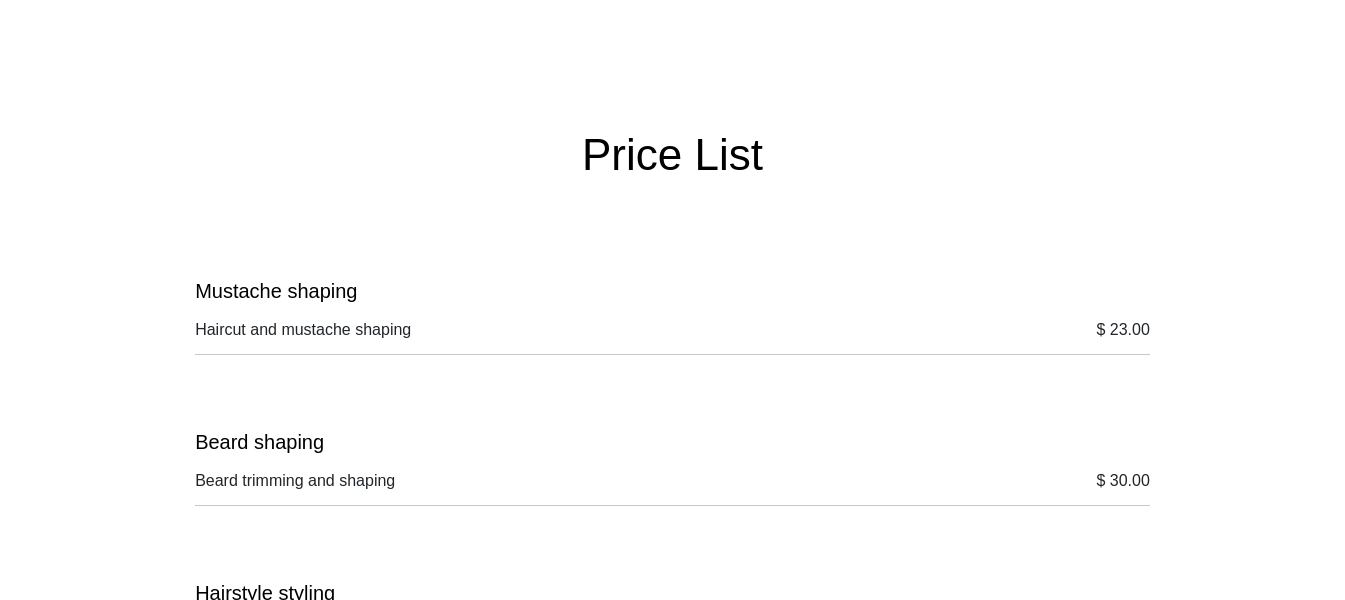 Price List
Mustache shaping
Haircut and mustache shaping $ 23.00
Beard shaping
Beard trimming and shaping $ 30.00
Hairstyle styling